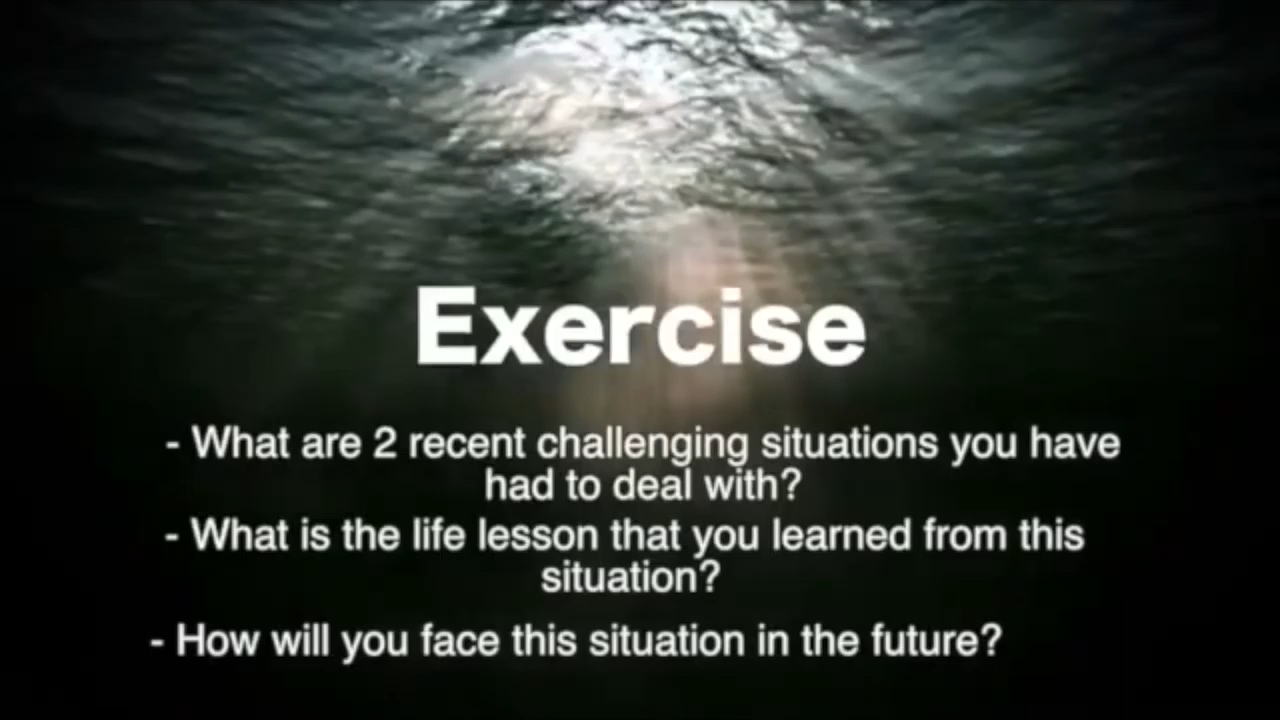 Exercise
- What are 2 recent challenging situations you have
had to deal with?
- What is the life lesson that you learned from this
situation?
- How will you face this situation in the future?